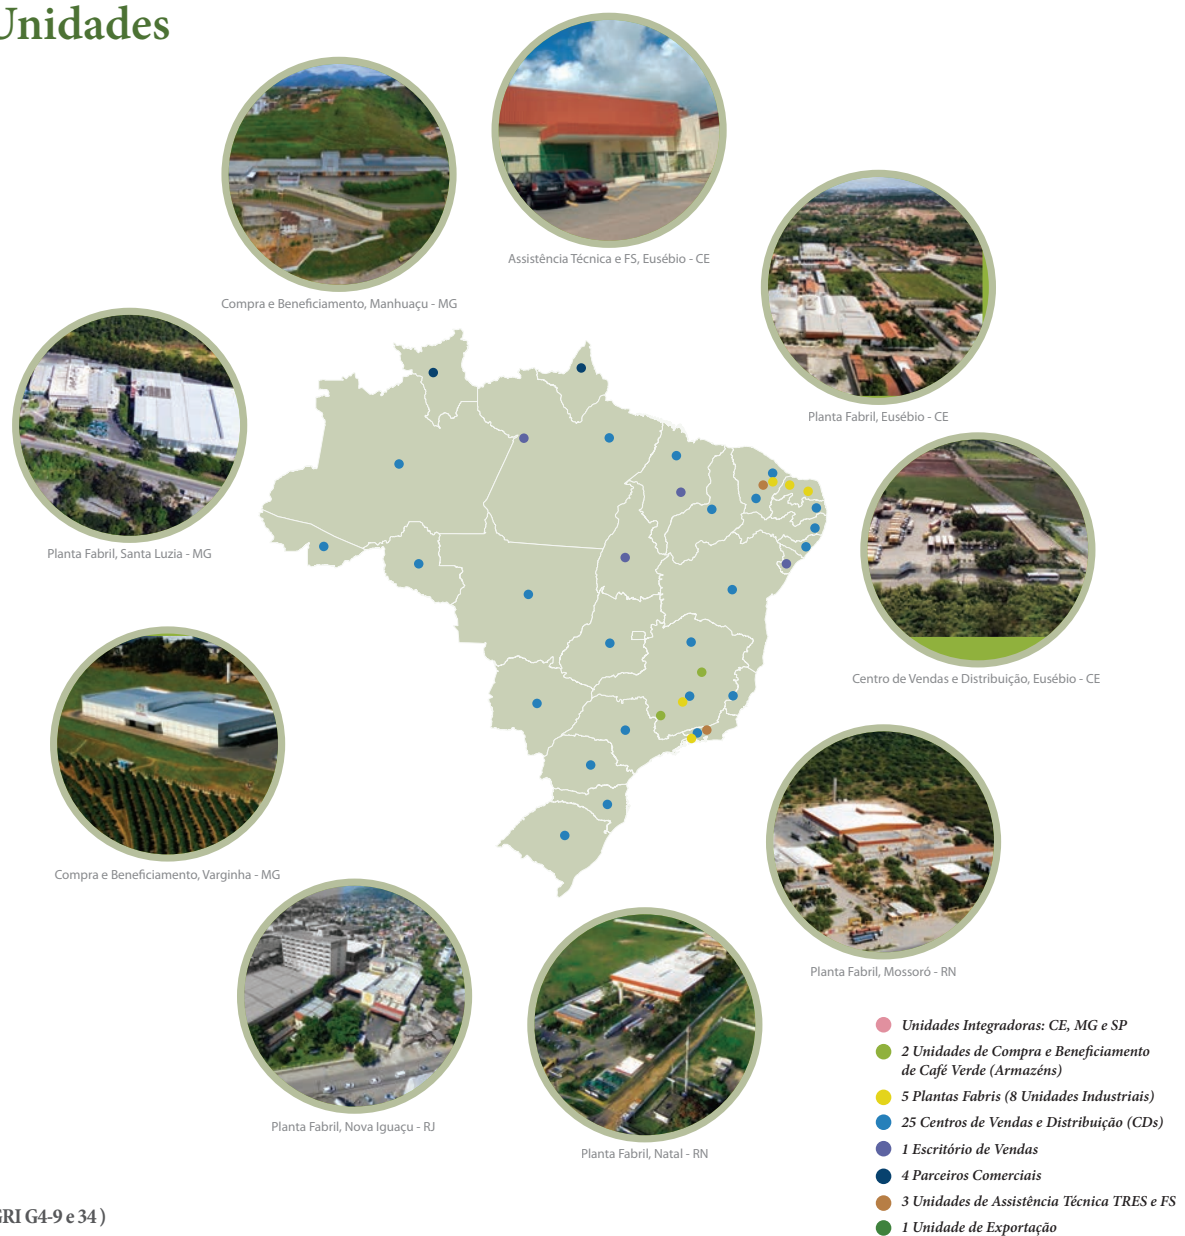 Unidades
Assistência Técnica e FS, Eusébio - CE
Compra e Beneficiamento, Manhuaçu - MG
Planta Fabril, Eusébio - CE
Planta Fabril, Santa Luzia - MG
Centro de Vendas e Distribuição, Eusébio - CE
Compra e Beneficiamento, Varginha - MG
Planta Fabril, Mossoró - RN
Planta Fabril, Nova Iguaçu - RJ
Planta Fabril, Natal - RN
Unidades Integradoras: CE, MG e SP
2 Unidades de Compra e Beneficiamento
de Café Verde (Armazéns)
5 Plantas Fabris (8 Unidades Industriais)
25 Centros de Vendas e Distribuição (CDs)
1 Escritório de Vendas
4 Parceiros Comerciais
3 Unidades de Assistência Técnica TRES e FS
1 Unidade de Exportação
GRI G4-9 e 34 )